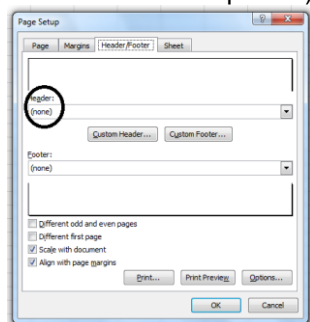 Page Setup
Page Margins Header/Footer Sheet
Header:
(none)
Custom Header... Custom Footer...
Footer:
(none)
Different odd and even pages
Different first page
Scale with document
Align with page margins
Print... Print Preview Options...
OK Cancel